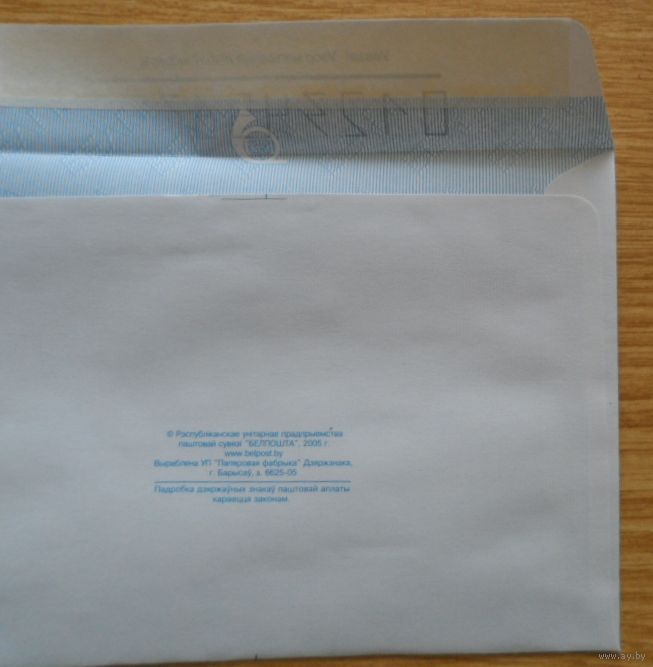 © Рэспубліканскае унітарнае прадпрыемства
паштовай сувязі "БЕЛПОШТА", 2005 г.
www.belpost.by
Выраблена УП "Папяровая фабрыка" Дзяржзнака,
г. Барысаў, з. 6625-05
Падробка дзяржаўных знакаў паштовай аплаты
караецца законам.
www.ay.by